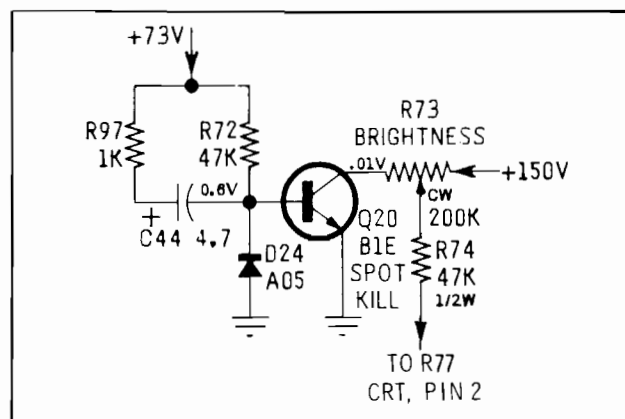 +73V
R97
1K
R72
47K
R73
BRIGHTNESS
.01V
+150V
CW
200K
0.6V
+
C44 4.7
D24
A05
Q20
B1E
SPOT
KILL
R74
47K
1/2W
TO R77
CRT, PIN 2